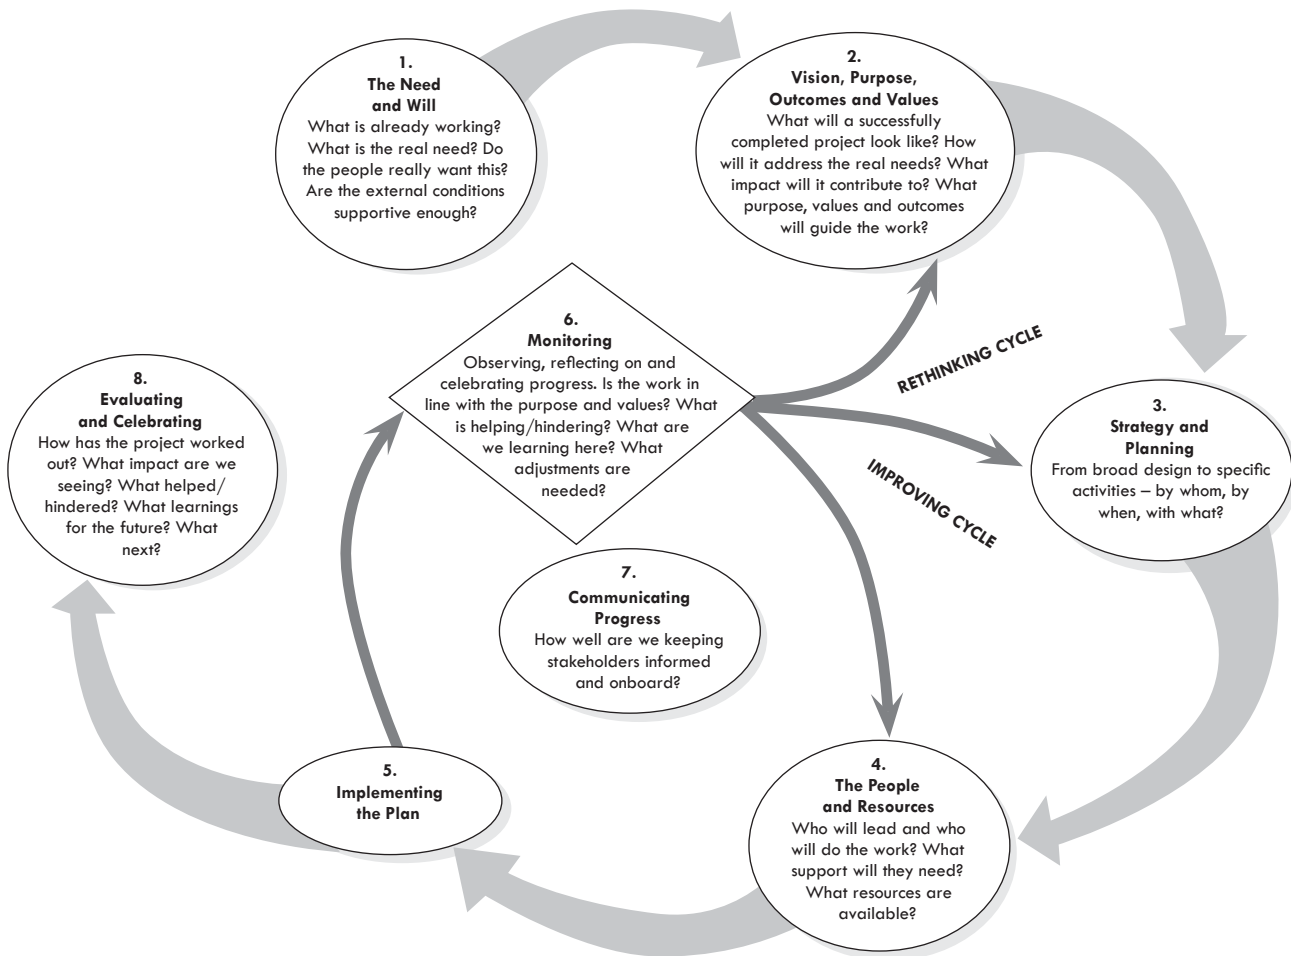 1.
The Need
and Will
What is already working?
What is the real need? Do
the people really want this?
Are the external conditions
supportive enough?
2.
Vision, Purpose,
Outcomes and Values
What will a successfully
completed project look like? How
will it address the real needs? What
impact will it contribute to? What
purpose, values and outcomes
will guide the work?
RETHINKING CYCLE
3.
Strategy and
Planning
From broad design to specific
activities – by whom, by
when, with what?
IMPROVING CYCLE
4.
The People
and Resources
Who will lead and who
will do the work? What
support will they need?
What resources are
available?
5.
Implementing
the Plan
6.
Monitoring
Observing, reflecting on and
celebrating progress. Is the work in
line with the purpose and values? What
is helping/hindering? What are
we learning here? What
adjustments are
needed?
7.
Communicating
Progress
How well are we keeping
stakeholders informed
and onboard?
8.
Evaluating
and Celebrating
How has the project worked
out? What impact are we
seeing? What helped/
hindered? What learnings
for the future? What
next?